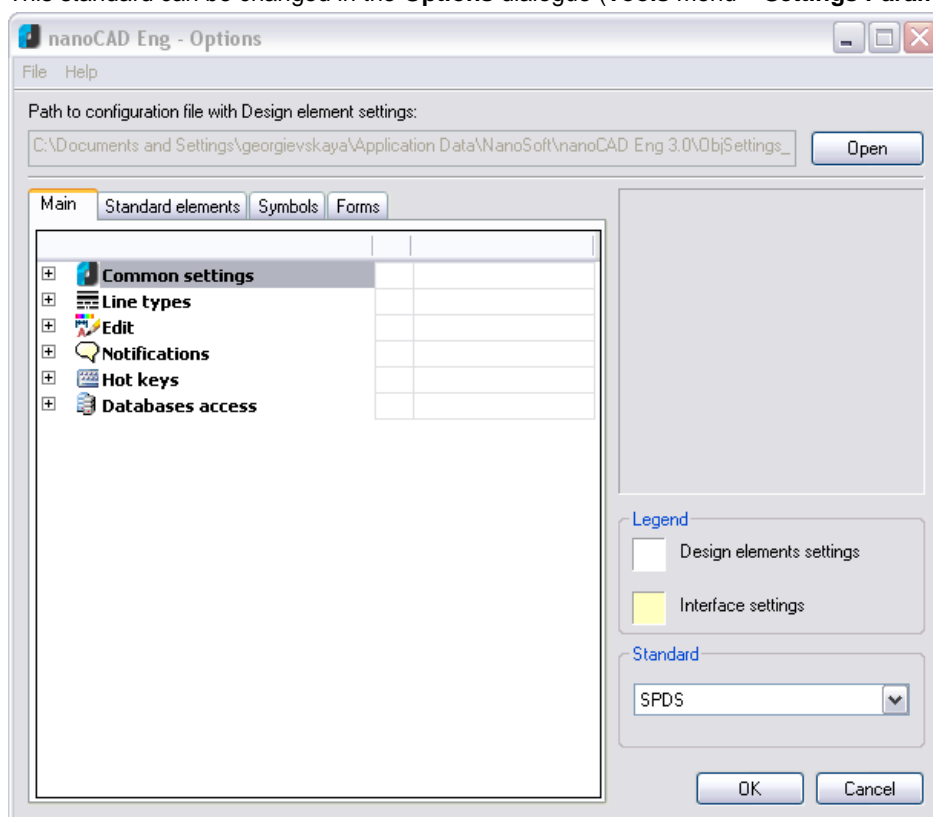 This standard can be changed in the Options dialogue (Tools menu – Settings
nanoCAD Eng - Options
File Help
Path to configuration file with Design element settings:
C:\Documents and Settings\georgievskaya\Application Data\NanoSoft\nanoCAD Eng 3.0\ObjSettings_
Open
Main Standard elements Symbols Forms
Common settings
Line types
Edit
Notifications
Hot keys
Databases access
Legend
Design elements settings
Interface settings
Standard
SPDS
OK Cancel